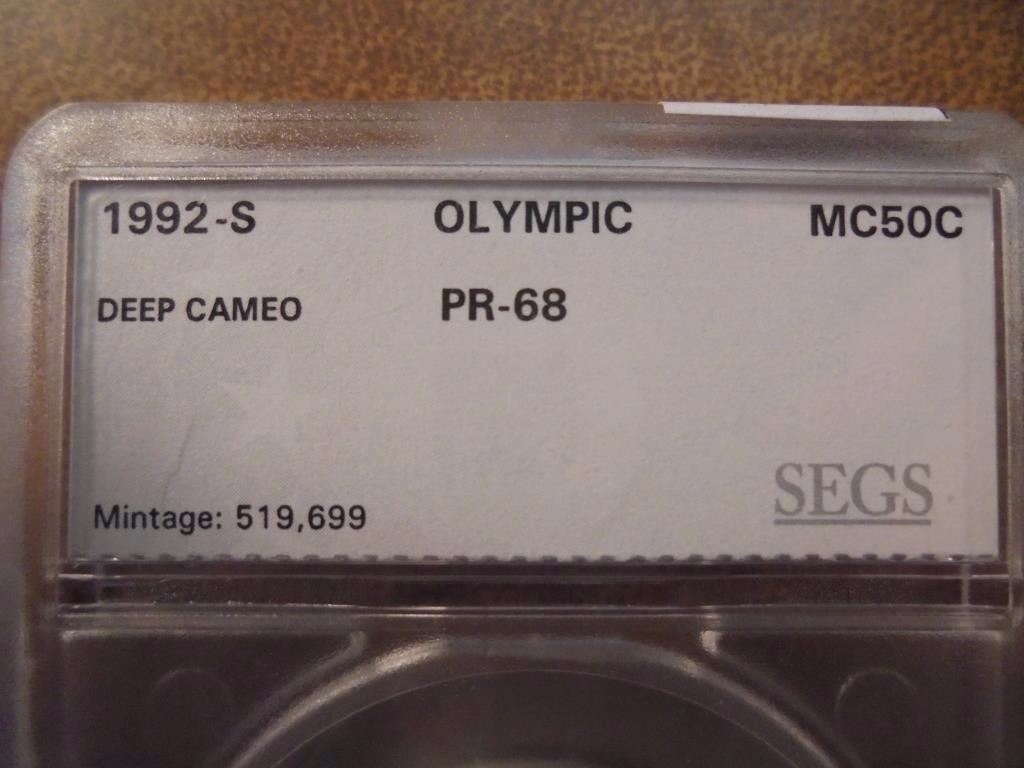 1992-S OLYMPIC MC50C
DEEP CAMEO PR-68
SEGS
Mintage: 519,699